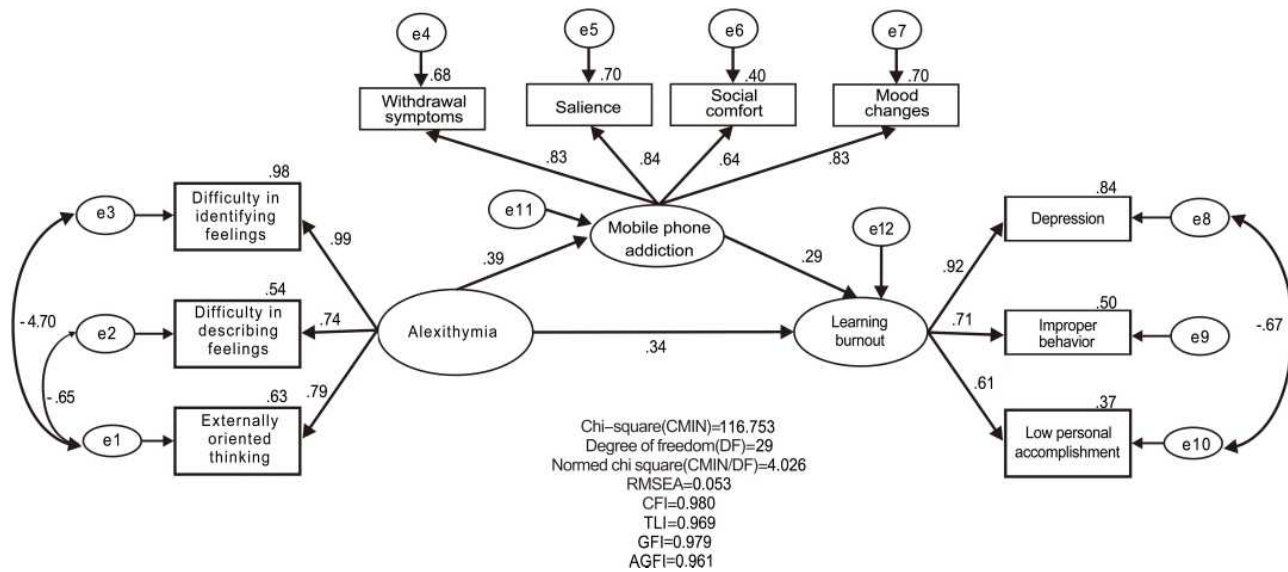 e4
e5
e6
e7
.68
.70
.40
.70
Withdrawal
symptoms
Salience
Social
comfort
Mood
changes
.83
.84
.64
.83
.98
e3
Difficulty in
identifying
feelings
.99
e11
Mobile phone
addiction
e12
.39
.29
.84
Depression
e8
.92
.54
e2
Difficulty in
describing
feelings
.74
Alexithymia
.34
Learning
burnout
.71
.50
Improper
behavior
e9
- 4.70
-.67
- .65
.79
.61
.63
e1
Externally
oriented
thinking
.37
Low personal
accomplishment
e10
Chi–square(CMIN)=116.753
Degree of freedom(DF)=29
Normed chi square(CMIN/DF)=4.026
RMSEA=0.053
CFI=0.980
TLI=0.969
GFI=0.979
AGFI=0.961